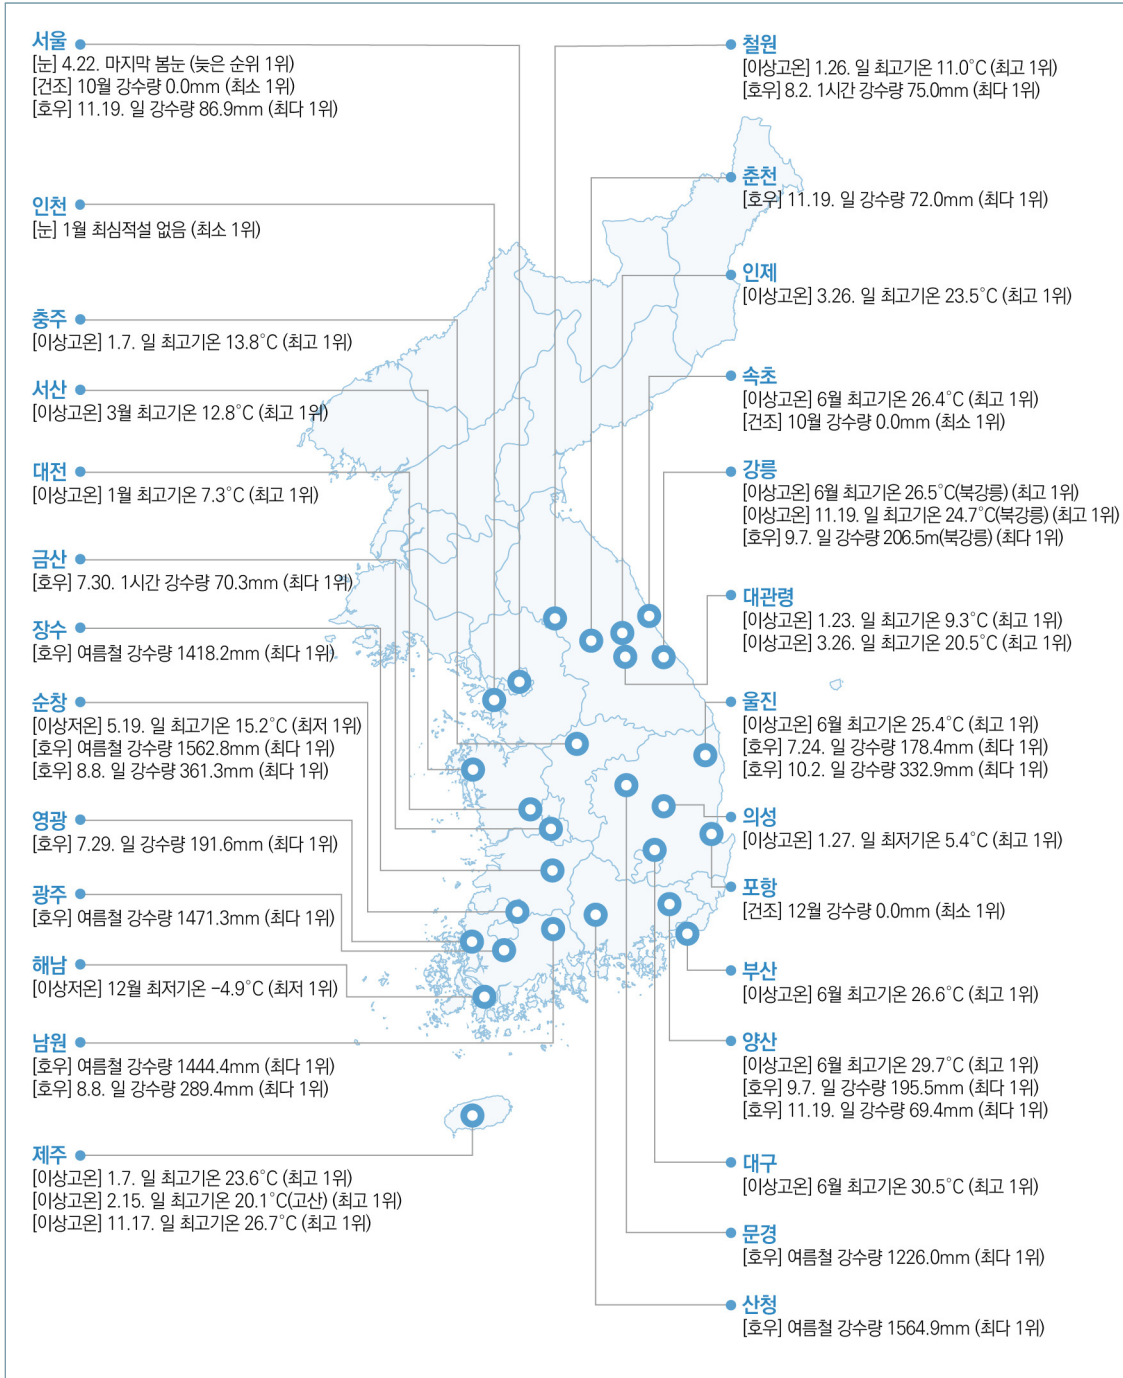 서울
[눈] 4.22. 마지막 봄눈 (늦은 순위 1위)
[건조] 10월 강수량 0.0mm (최소 1위)
[호우] 11.19. 일 강수량 86.9mm (최다 1위)
인천
[눈] 1월 최심적설 없음 (최소 1위)
충주
[이상고온] 1.7. 일 최고기온 13.8°C (최고 1위)
서산
[이상고온] 3월 최고기온 12.8°C (최고 1위)
대전
[이상고온] 1월 최고기온 7.3°C (최고 1위)
금산
[호우] 7.30. 1시간 강수량 70.3mm (최다 1위)
장수
[호우] 여름철 강수량 1418.2mm (최다 1위)
순창
[이상저온] 5.19. 일 최고기온 15.2°C (최저 1위)
[호우] 여름철 강수량 1562.8mm (최다 1위)
[호우] 8.8. 일 강수량 361.3mm (최다 1위)
영광
[호우] 7.29. 일 강수량 191.6mm (최다 1위)
광주
[호우] 여름철 강수량 1471.3mm (최다 1위)
해남
[이상저온] 12월 최저기온 -4.9°C (최저 1위)
남원
[호우] 여름철 강수량 1444.4mm (최다 1위)
[호우] 8.8. 일 강수량 289.4mm (최다 1위)
제주
[이상고온] 1.7. 일 최고기온 23.6°C (최고 1위)
[이상고온] 2.15. 일 최고기온 20.1°C(고산) (최고 1위)
[이상고온] 11.17. 일 최고기온 26.7°C (최고 1위)
철원
[이상고온] 1.26. 일 최고기온 11.0°C (최고 1위)
[호우] 8.2. 1시간 강수량 75.0mm (최다 1위)
춘천
[호우] 11.19. 일 강수량 72.0mm (최다 1위)
인제
[이상고온] 3.26. 일 최고기온 23.5°C (최고 1위)
속초
[이상고온] 6월 최고기온 26.4°C (최고 1위)
[건조] 10월 강수량 0.0mm (최소 1위)
강릉
[이상고온] 6월 최고기온 26.5°C(북강릉) (최고 1위)
[이상고온] 11.19. 일 최고기온 24.7°C(북강릉) (최고 1위)
[호우] 9.7. 일 강수량 206.5m(북강릉) (최다 1위)
대관령
[이상고온] 1.23. 일 최고기온 9.3°C (최고 1위)
[이상고온] 3.26. 일 최고기온 20.5°C (최고 1위)
울진
[이상고온] 6월 최고기온 25.4°C (최고 1위)
[호우] 7.24. 일 강수량 178.4mm (최다 1위)
[호우] 10.2. 일 강수량 332.9mm (최다 1위)
의성
[이상고온] 1.27. 일 최저기온 5.4°C (최고 1위)
포항
[건조] 12월 강수량 0.0mm (최소 1위)
부산
[이상고온] 6월 최고기온 26.6°C (최고 1위)
양산
[이상고온] 6월 최고기온 29.7°C (최고 1위)
[호우] 9.7. 일 강수량 195.5mm (최다 1위)
[호우] 11.19. 일 강수량 69.4mm (최다 1위)
대구
[이상고온] 6월 최고기온 30.5°C (최고 1위)
문경
[호우] 여름철 강수량 1226.0mm (최다 1위)
산청
[호우] 여름철 강수량 1564.9mm (최다 1위)